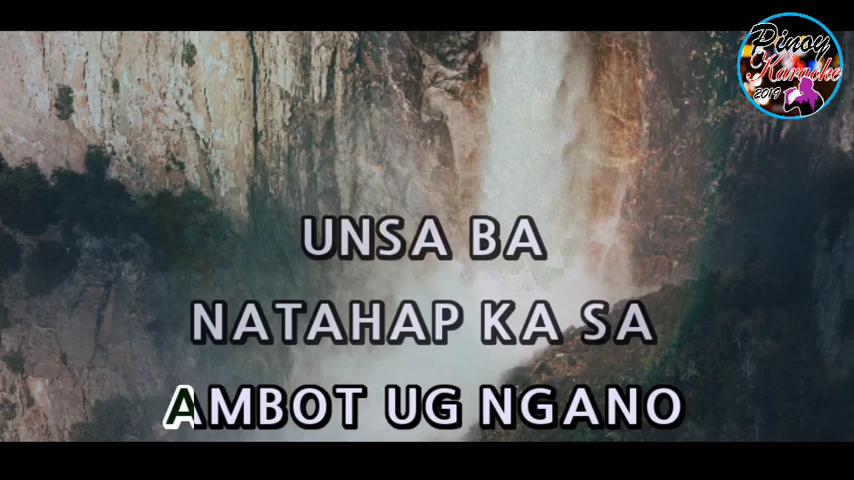 Pinoy
Karaoke
2019
UNSA BA
NATAHAP KA SA
AMBOT UG NGANO